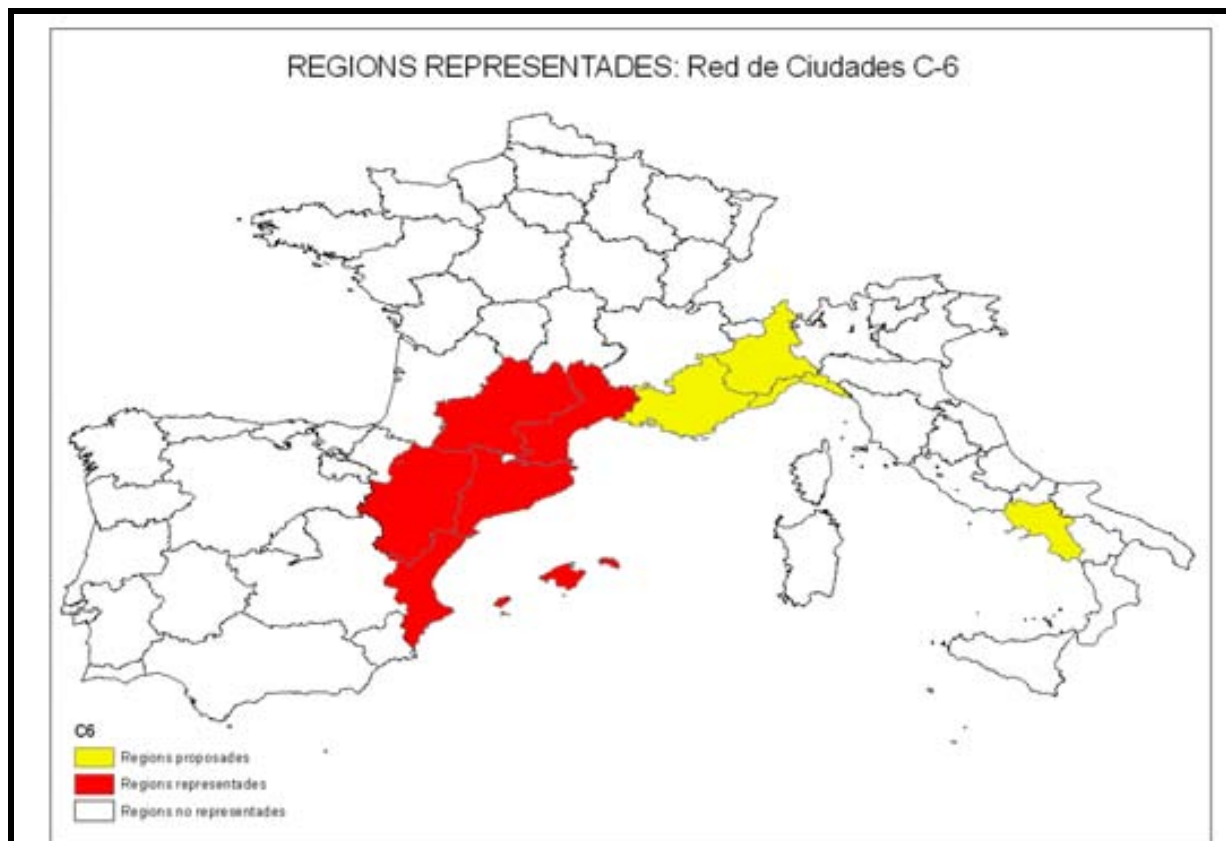 REGIONS REPRESENTADES: Red de Ciudades C-6
C6
Regions proposades
Regions representades
Regions no representades